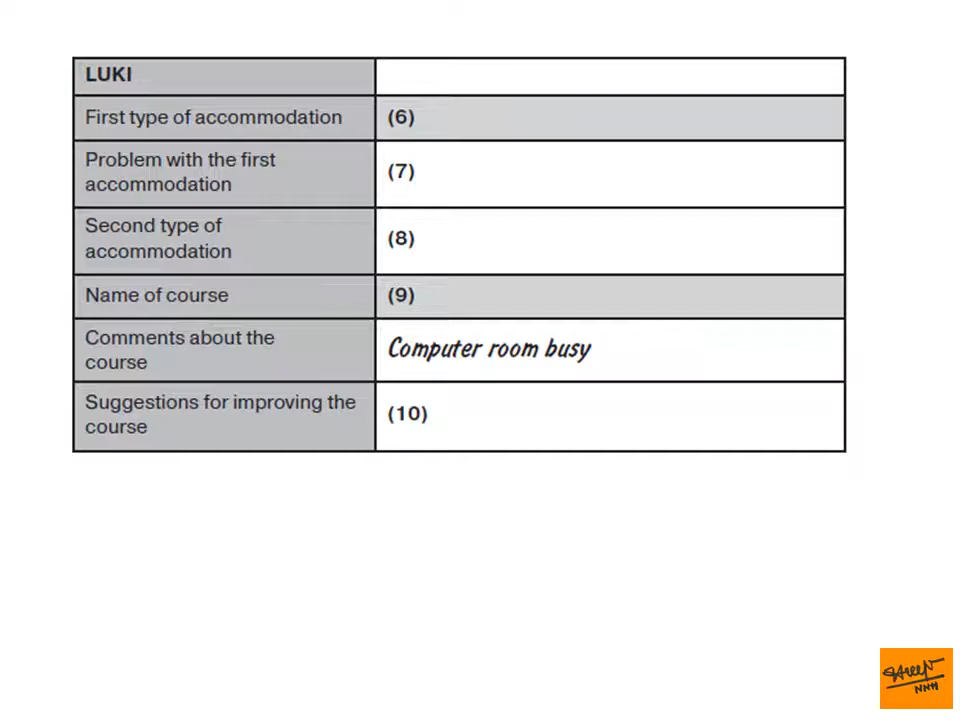 LUKI
First type of accommodation (6)
Problem with the first
accommodation
(7)
Second type of
accommodation
(8)
Name of course (9)
Comments about the
course
Computer room busy
Suggestions for improving the
course
(10)
NNH